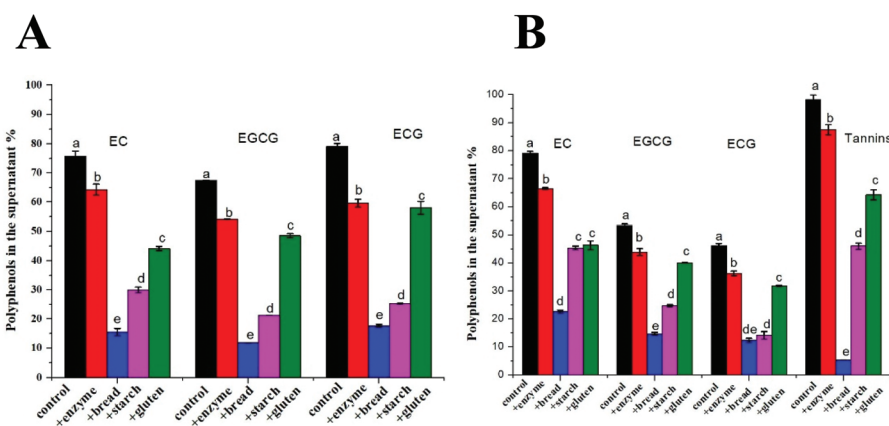 A
Polyphenols in the supernatant %
100
90
80
70
60
50
40
30
20
10
0
EC
EGCG
ECG
a
b
e
d
c
a
b
e
d
c
a
b
e
d
c
control
+enzyme
+bread
+starch
+gluten
control
+enzyme
+bread
+starch
+gluten
control
+enzyme
+bread
+starch
+gluten
B
Polyphenols in the supernatant %
100
90
80
70
60
50
40
30
20
10
0
EC
EGCG
ECG
Tannins
a
b
d
c
c
a
b
e
d
c
a
b
de
d
c
a
b
e
d
c
control
+enzyme
+bread
+starch
+gluten
control
+enzyme
+bread
+starch
+gluten
control
+enzyme
+bread
+starch
+gluten
control
+enzyme
+bread
+starch
+gluten